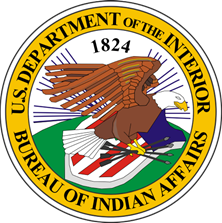 U.S. DEPARTMENT OF THE INTERIOR
1824
BUREAU OF INDIAN AFFAIRS